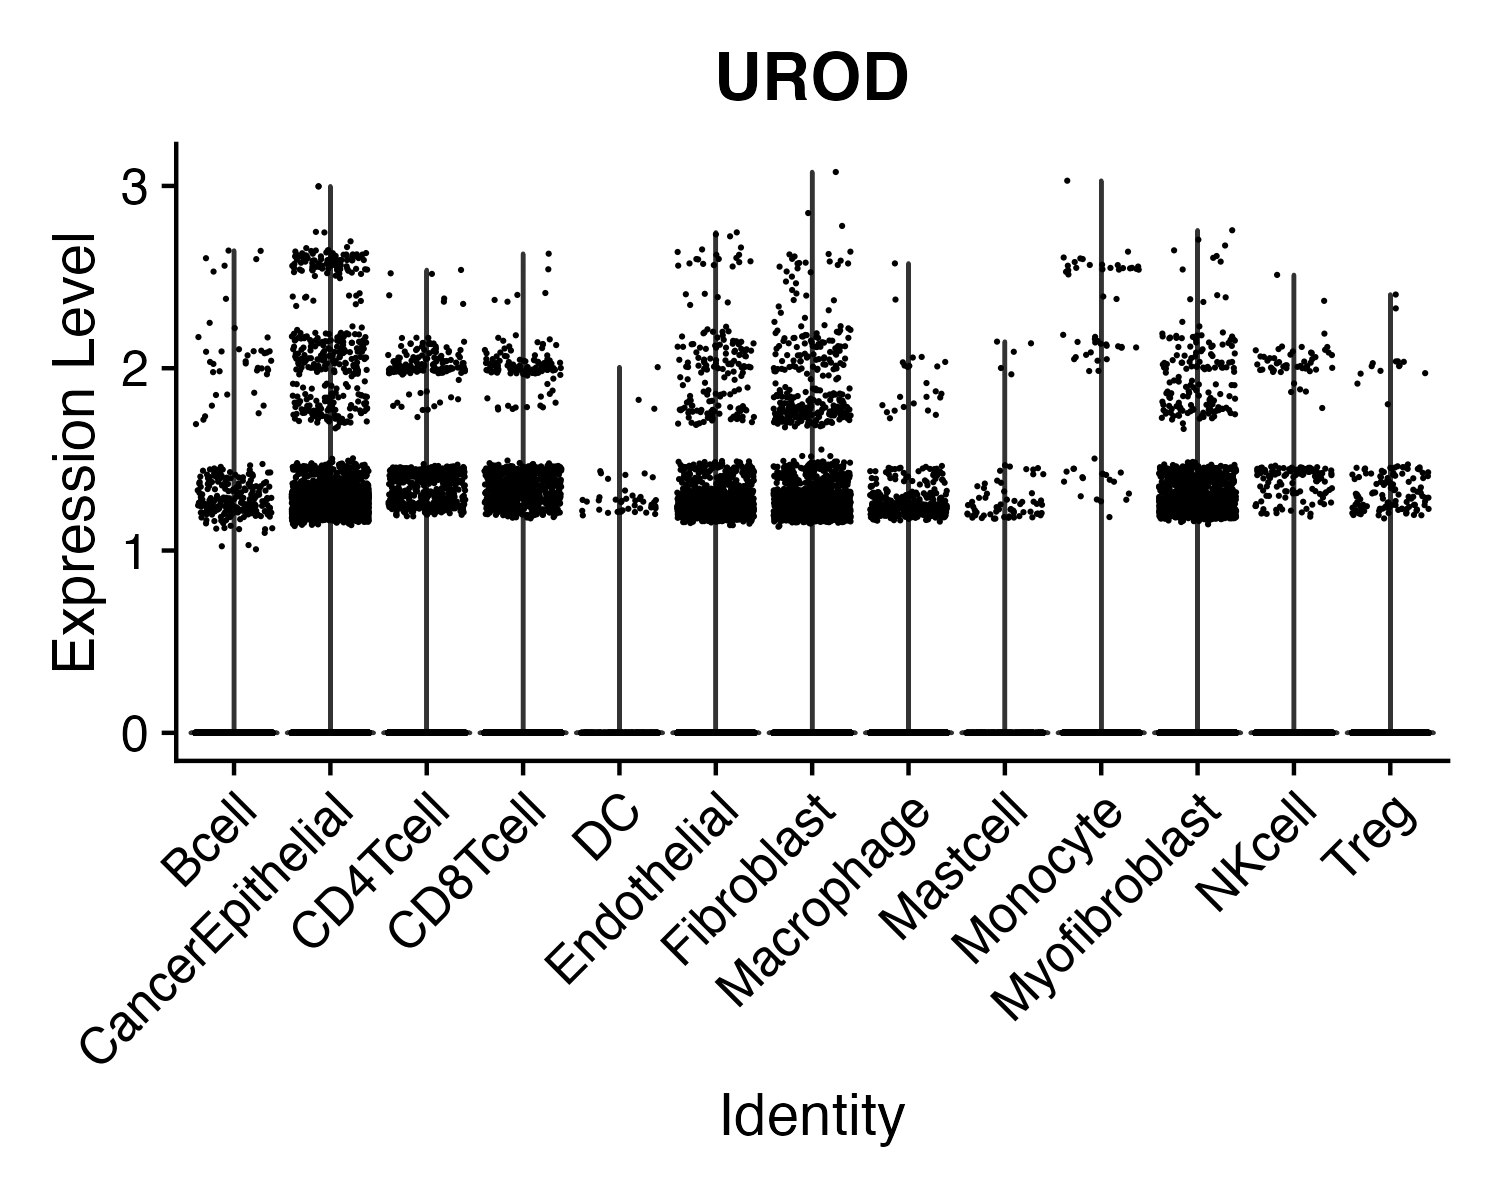 UROD
Expression Level
3
2
1
0
Bcell
CancerEpithelial
CD4Tcell
CD8Tcell
DC
Endothelial
Fibroblast
Macrophage
Mastcell
Monocyte
Myofibroblast
NKcell
Treg
Identity